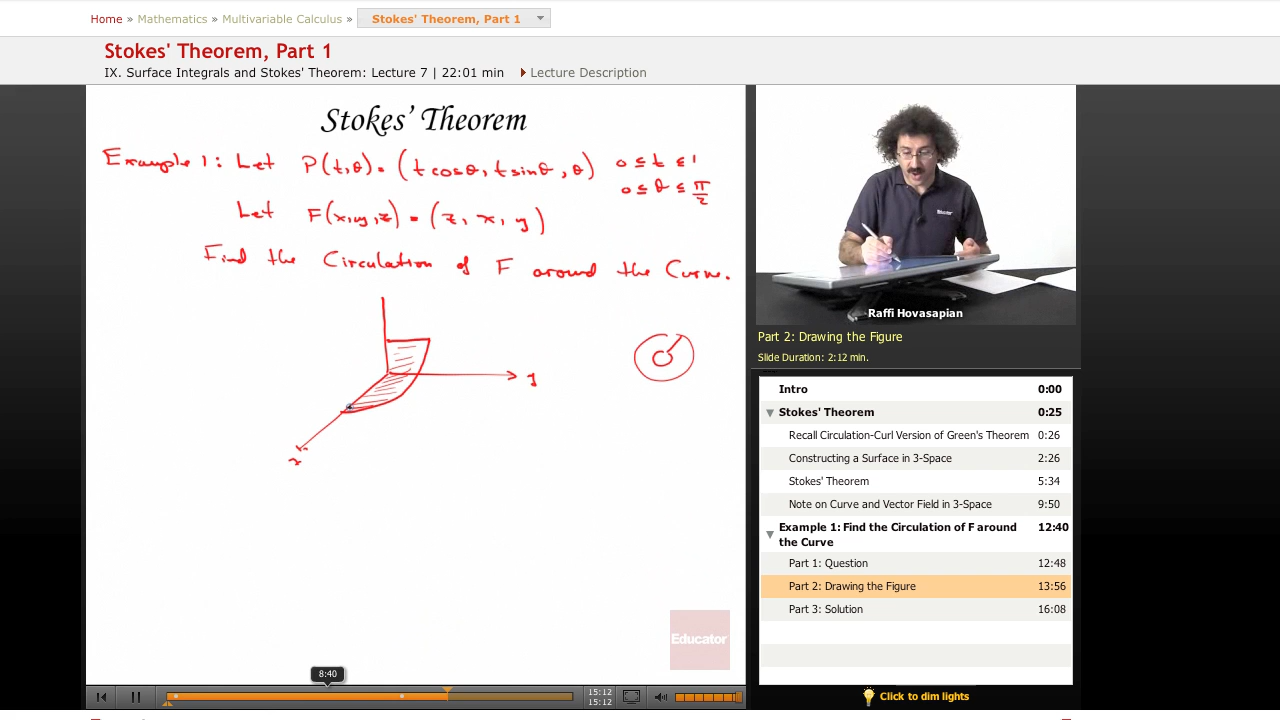 Home » Mathematics » Multivariable Calculus » Stokes' Theorem, Part 1
Stokes' Theorem, Part 1
IX. Surface Integrals and Stokes' Theorem: Lecture 7 | 22:01 min Lecture Description
Stokes' Theorem
Example 1: Let P(t,θ) = (t cosθ, t sinθ, θ) 0 ≤ t ≤ 1
0 ≤ θ ≤ π/2
Let F(x,y,z) = (z, x, y)
Find the Circulation of F around the Curve.
y
x
Educator
8:40
15:12
15:12
Educator
Raffi Hovasapian
Part 2: Drawing the Figure
Slide Duration: 2:12 min.
Intro 0:00
Stokes' Theorem 0:25
Recall Circulation-Curl Version of Green's Theorem 0:26
Constructing a Surface in 3-Space 2:26
Stokes' Theorem 5:34
Note on Curve and Vector Field in 3-Space 9:50
Example 1: Find the Circulation of F around 12:40
the Curve
Part 1: Question 12:48
Part 2: Drawing the Figure 13:56
Part 3: Solution 16:08
Click to dim lights